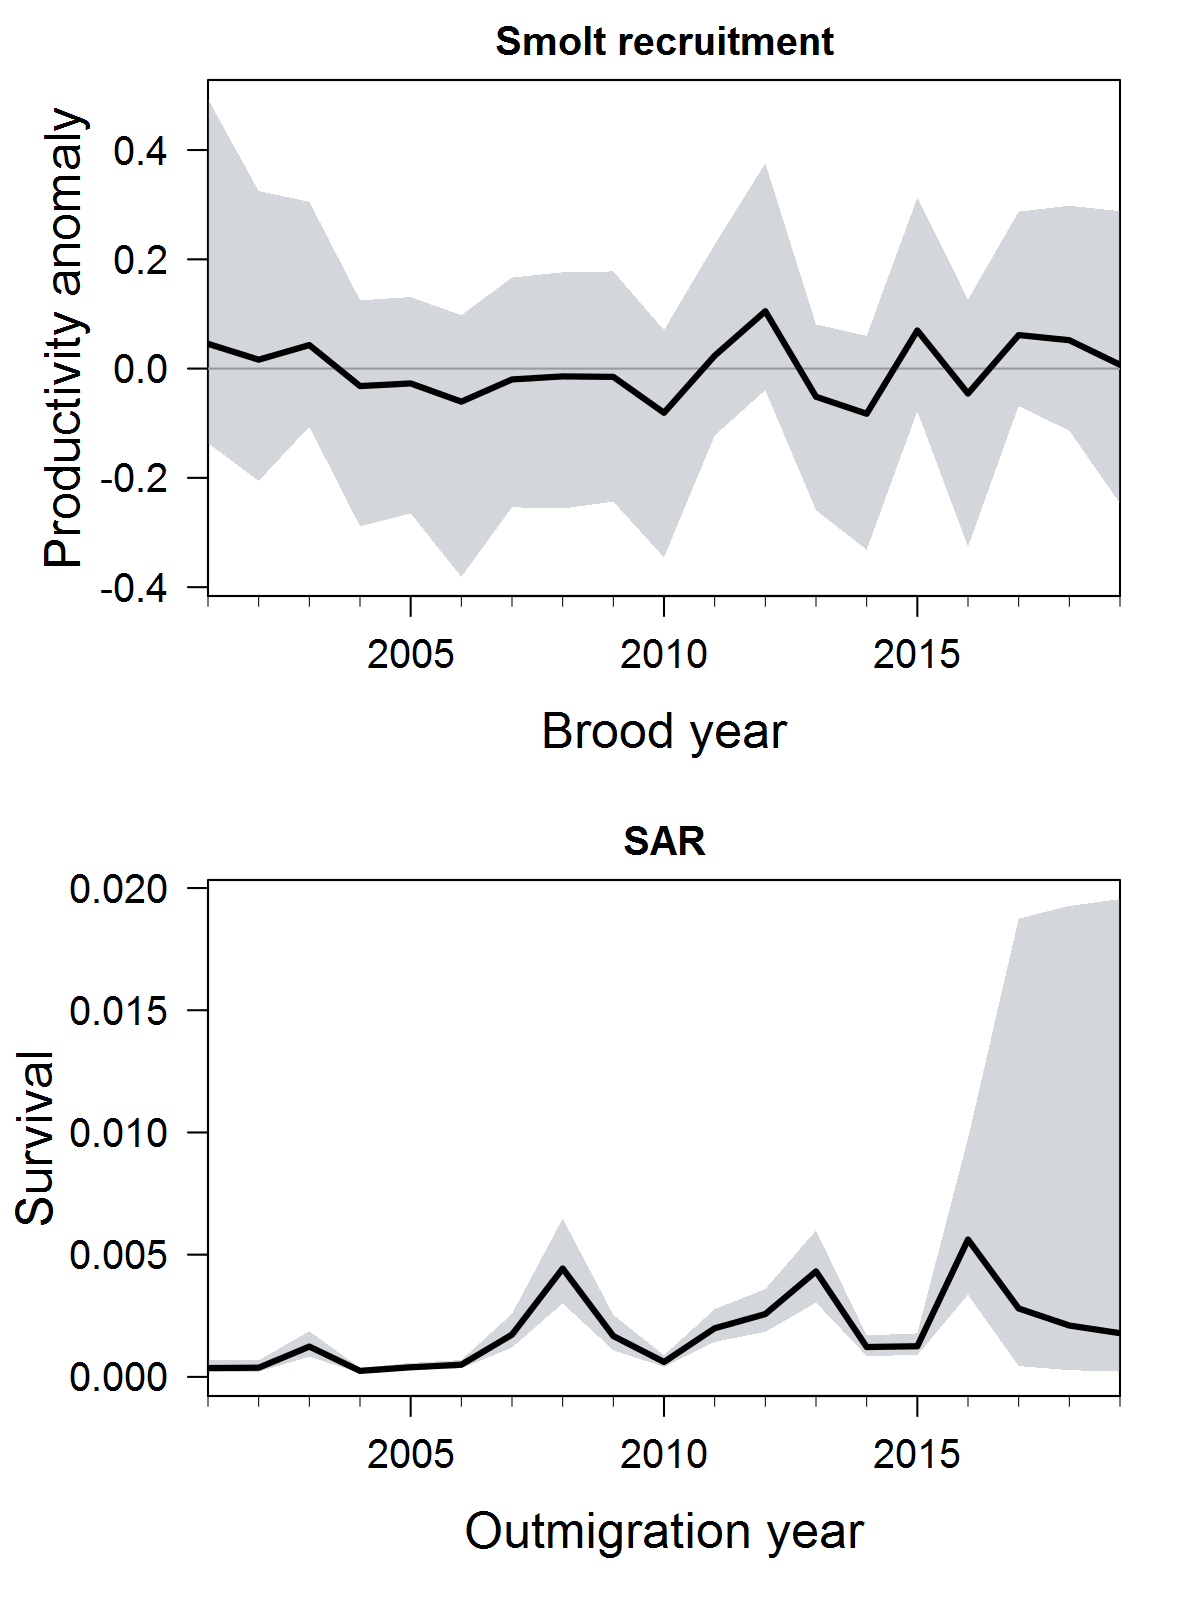 Smolt recruitment
Productivity anomaly
0.4
0.2
0.0
-0.2
-0.4
2005 2010 2015
Brood year
SAR
Survival
0.020
0.015
0.010
0.005
0.000
2005 2010 2015
Outmigration year